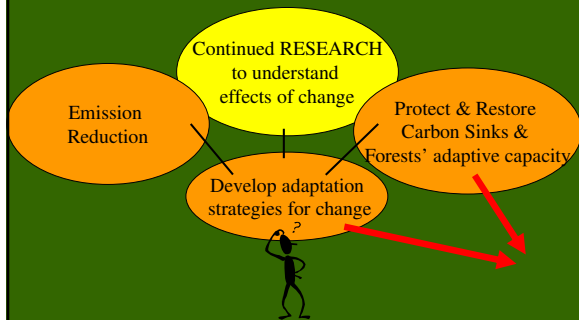 Continued RESEARCH
to understand
effects of change
Emission
Reduction
Protect & Restore
Carbon Sinks &
Forests' adaptive capacity
Develop adaptation
strategies for change
?